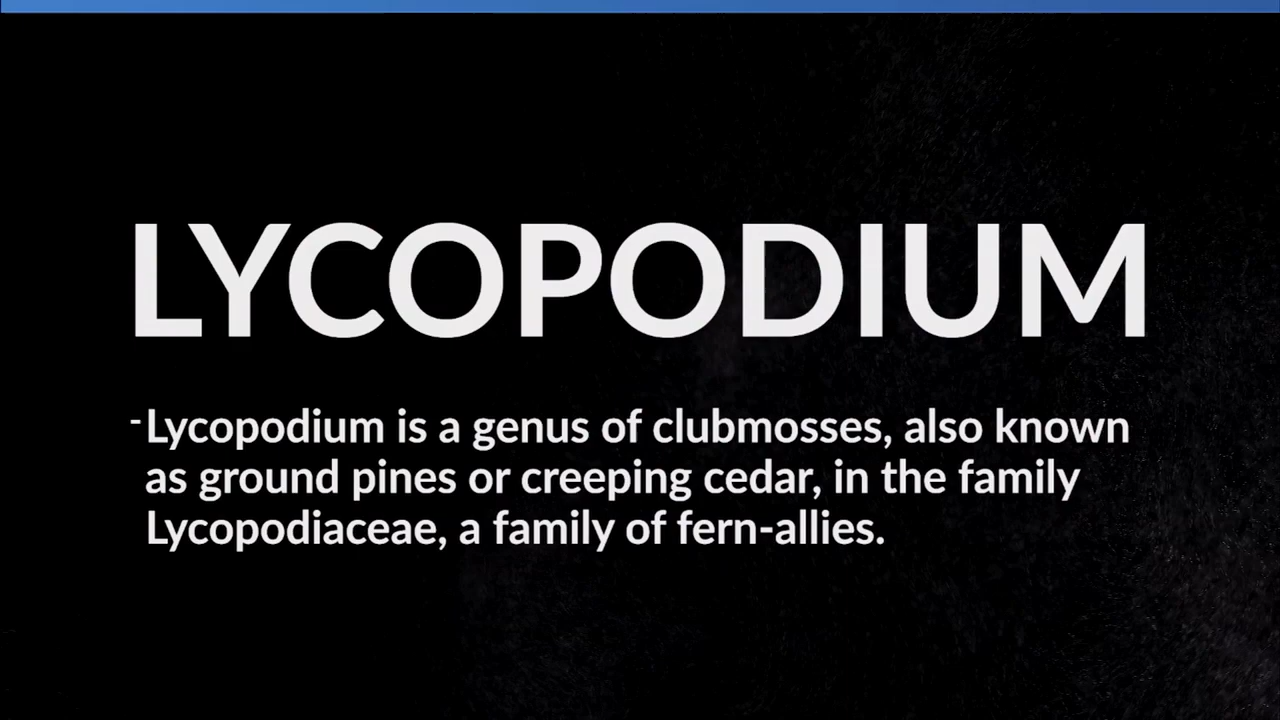 LYCOPODIUM
-Lycopodium is a genus of clubmosses, also known
as ground pines or creeping cedar, in the family
Lycopodiaceae, a family of fern-allies.